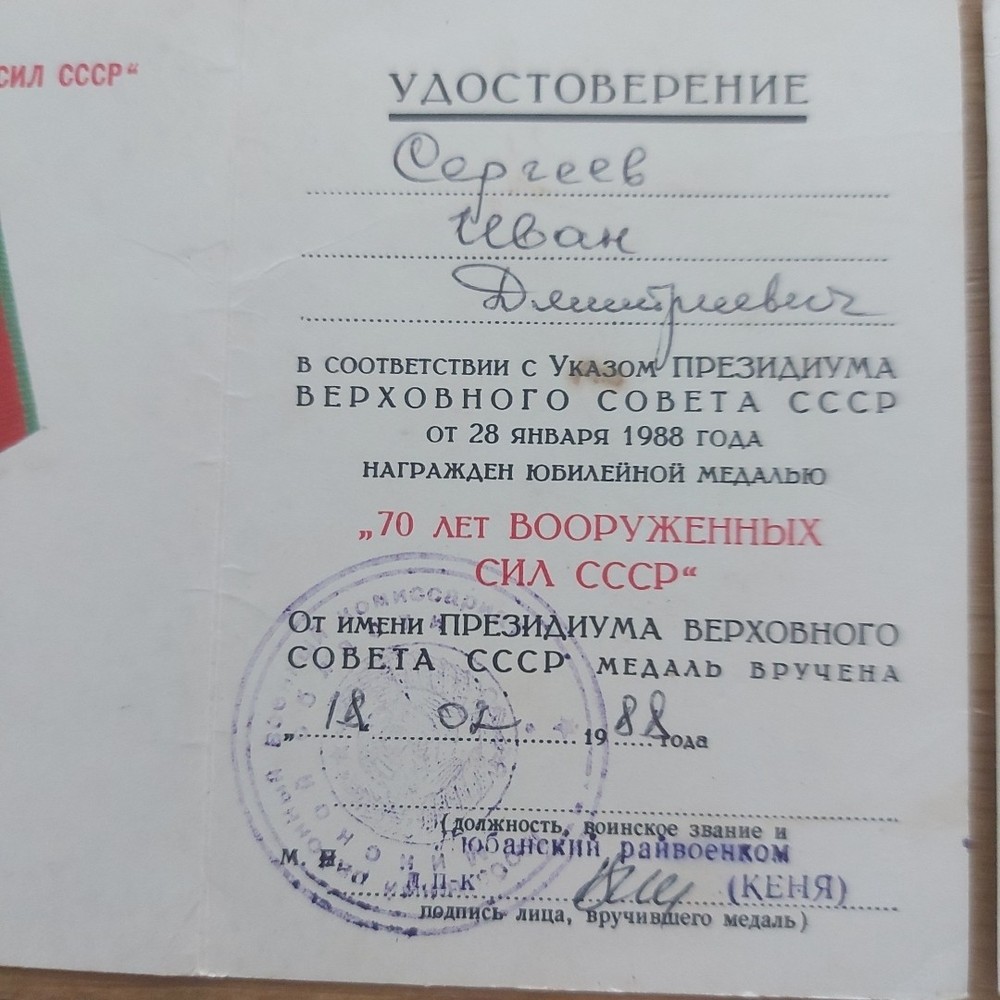 СИЛ СССР“
УДОСТОВЕРЕНИЕ
Сергеев
Иван
Дмитриевич
В СООТВЕТСТВИИ С УКАЗОМ ПРЕЗИДИУМА
ВЕРХОВНОГО СОВЕТА СССР
ОТ 28 ЯНВАРЯ 1988 ГОДА
НАГРАЖДЕН ЮБИЛЕЙНОЙ МЕДАЛЬЮ
„70 ЛЕТ ВООРУЖЕННЫХ
СИЛ СССР“
ОТ ИМЕНИ ПРЕЗИДИУМА ВЕРХОВНОГО
СОВЕТА СССР МЕДАЛЬ ВРУЧЕНА
„18 02 1988 года
(должность, воинское звание и
Любанский райвоенком
М. П. П-К (КЕНЯ)
подпись лица, вручившего медаль)